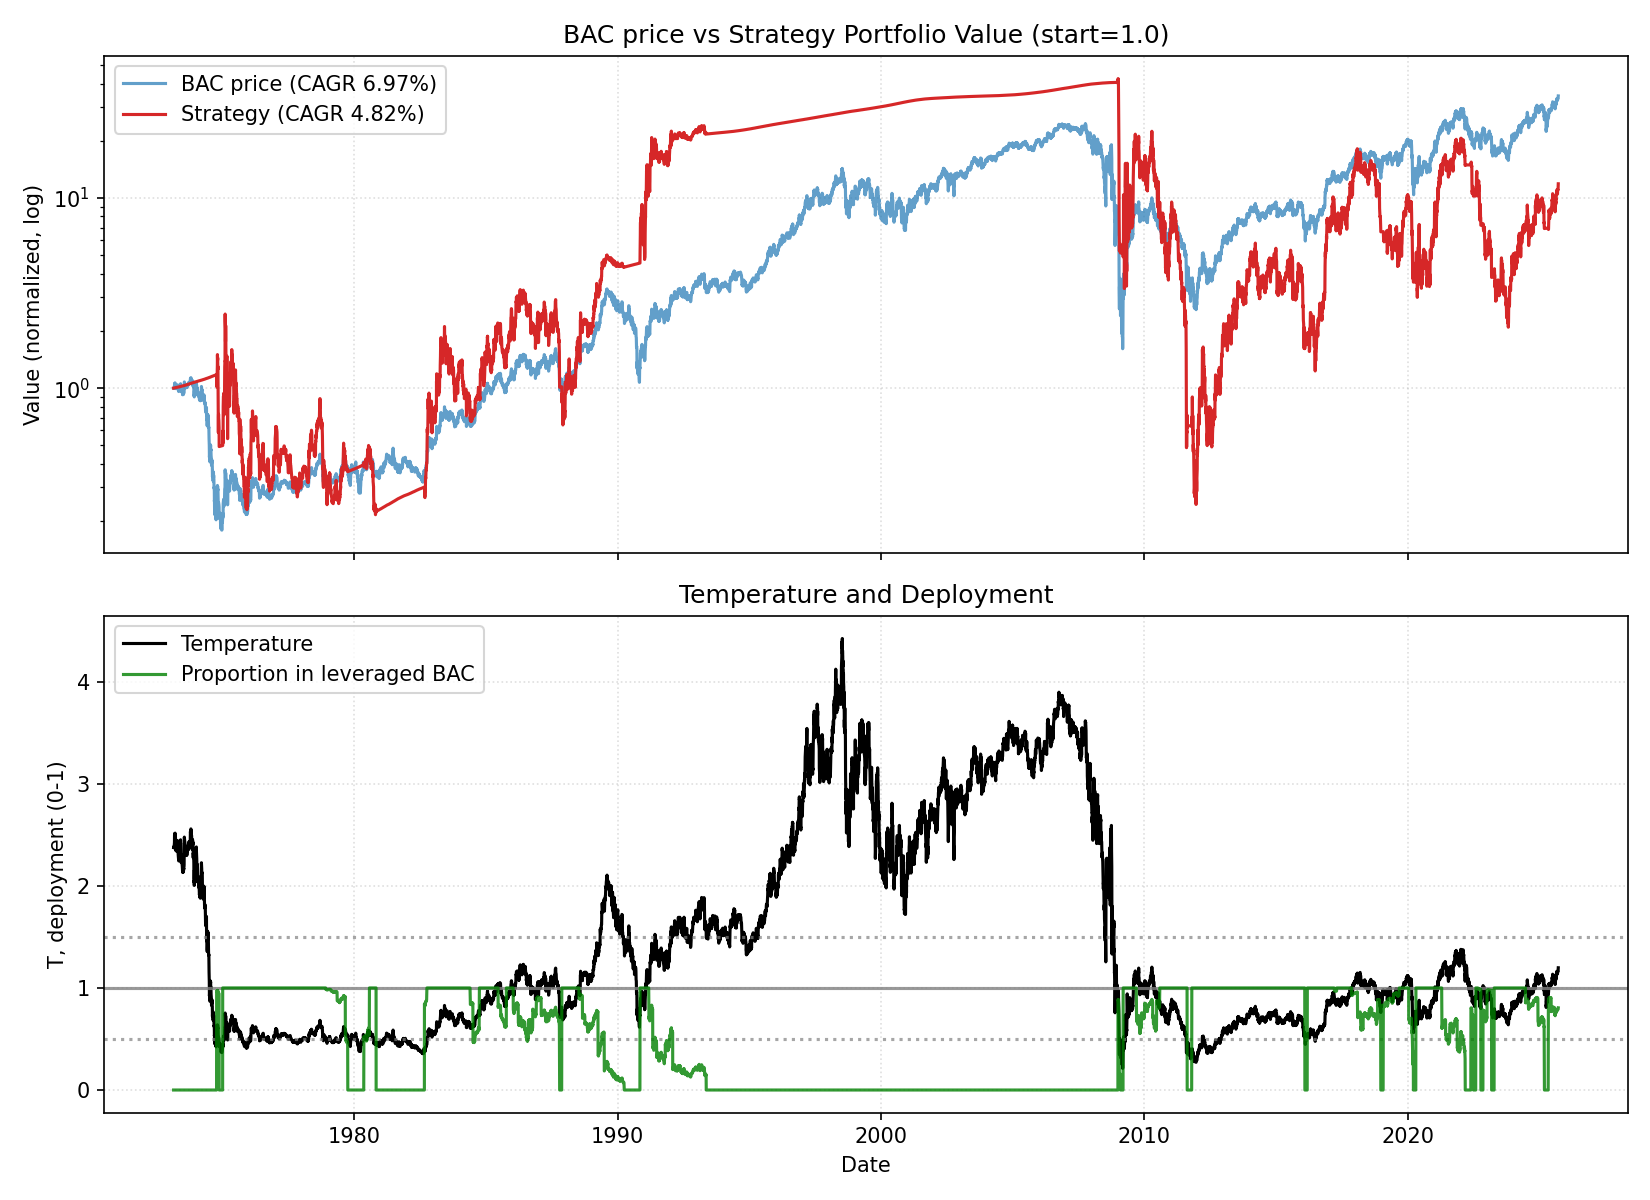 BAC price vs Strategy Portfolio Value (start=1.0)
BAC price (CAGR 6.97%)
Strategy (CAGR 4.82%)
Value (normalized, log)
10¹
10⁰
Temperature and Deployment
Temperature
Proportion in leveraged BAC
T, deployment (0-1)
4
3
2
1
0
1980 1990 2000 2010 2020
Date